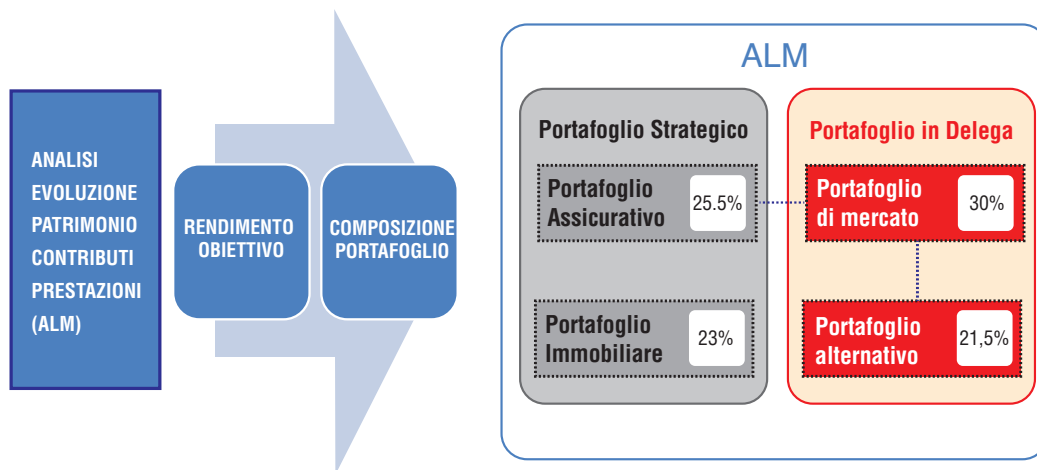 ANALISI
EVOLUZIONE
PATRIMONIO
CONTRIBUTI
PRESTAZIONI
(ALM)
RENDIMENTO
OBIETTIVO
COMPOSIZIONE
PORTAFOGLIO
ALM
Portafoglio Strategico
Portafoglio
Assicurativo
25.5%
Portafoglio
Immobiliare
23%
Portafoglio in Delega
Portafoglio
di mercato
30%
Portafoglio
alternativo
21,5%